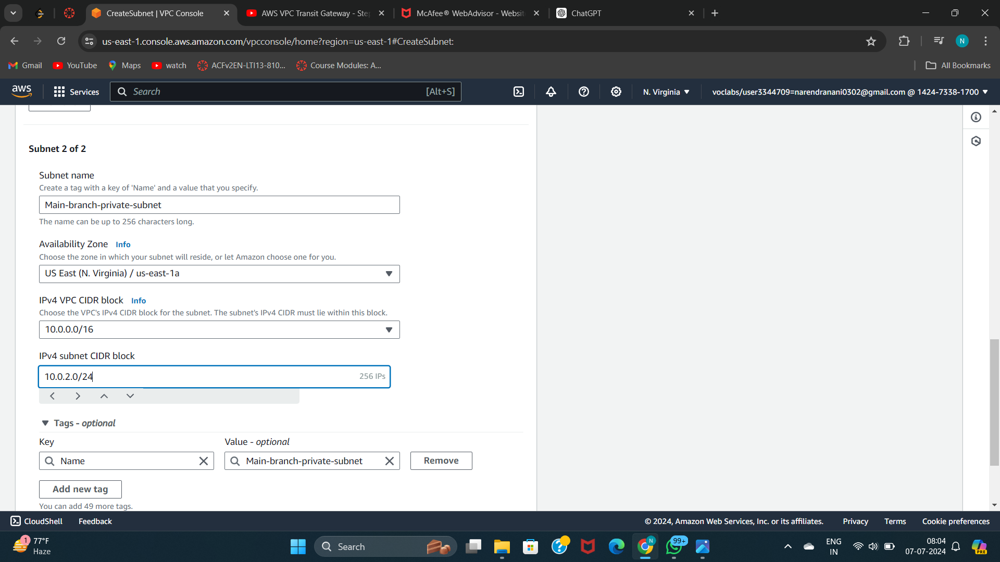 CreateSubnet | VPC Console
AWS VPC Transit Gateway - Ste
McAfee® WebAdvisor - Websit
ChatGPT
us-east-1.console.aws.amazon.com/vpcconsole/home?region=us-east-1#CreateSubnet:
N
Gmail
YouTube
Maps
watch
ACFv2EN-LTI13-810...
Course Modules: A...
All Bookmarks
aws
Services
Search
[Alt+S]
N. Virginia
voclabs/user3344709=narendranani0302@gmail.com @ 1424-7338-1700
Subnet 2 of 2
Subnet name
Create a tag with a key of 'Name' and a value that you specify.
Main-branch-private-subnet
The name can be up to 256 characters long.
Availability Zone Info
Choose the zone in which your subnet will reside, or let Amazon choose one for you.
US East (N. Virginia) / us-east-1a
IPv4 VPC CIDR block Info
Choose the VPC's IPv4 CIDR block for the subnet. The subnet's IPv4 CIDR must lie within this block.
10.0.0.0/16
IPv4 subnet CIDR block
10.0.2.0/24
256 IPs
Tags - optional
Key
Value - optional
Name
Main-branch-private-subnet
Remove
Add new tag
You can add 49 more tags.
CloudShell
Feedback
© 2024, Amazon Web Services, Inc. or its affiliates.
Privacy
Terms
Cookie preferences
1
77°F
Haze
Search
N
99+
ENG
IN
08:04
07-07-2024
PRE